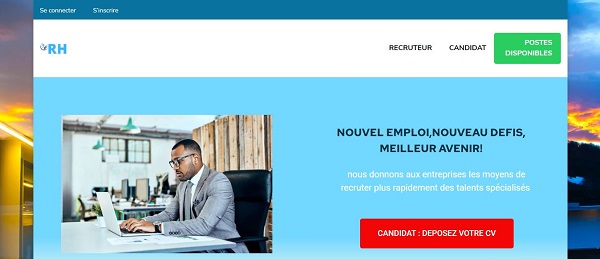 Se connecter S'inscrire
RH
RECRUTEUR CANDIDAT POSTES
DISPONIBLES
NOUVEL EMPLOI,NOUVEAU DEFIS,
MEILLEUR AVENIR!
nous donnons aux entreprises les moyens de
recruter plus rapidement des talents spécialisés
CANDIDAT : DEPOSEZ VOTRE CV